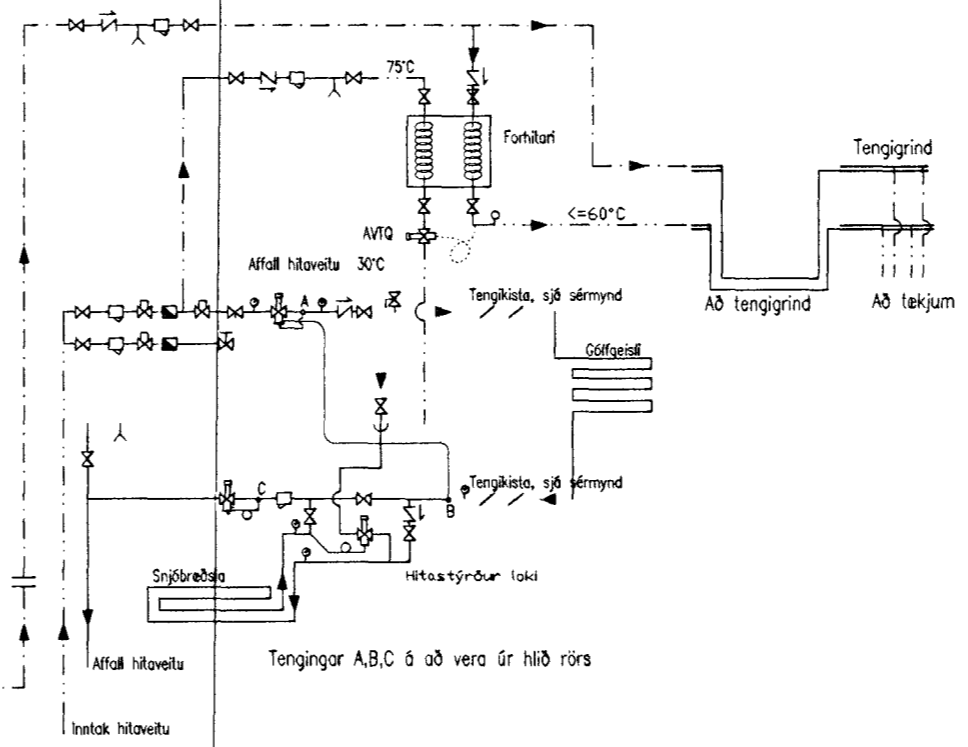 75°C
Forhitari
Tengigrind
AVTQ
<=60°C
Affall hitaveitu 30°C
A
Tengikista, sjá sérmynd
Að tengigrind
Að tækjum
Gólfgeisli
C
Tengikista, sjá sérmynd
B
Snjóbræðsla
Hitastýrður loki
Affall hitaveitu
Tengingar A,B,C á að vera úr hlið rörs
Inntak hitaveitu